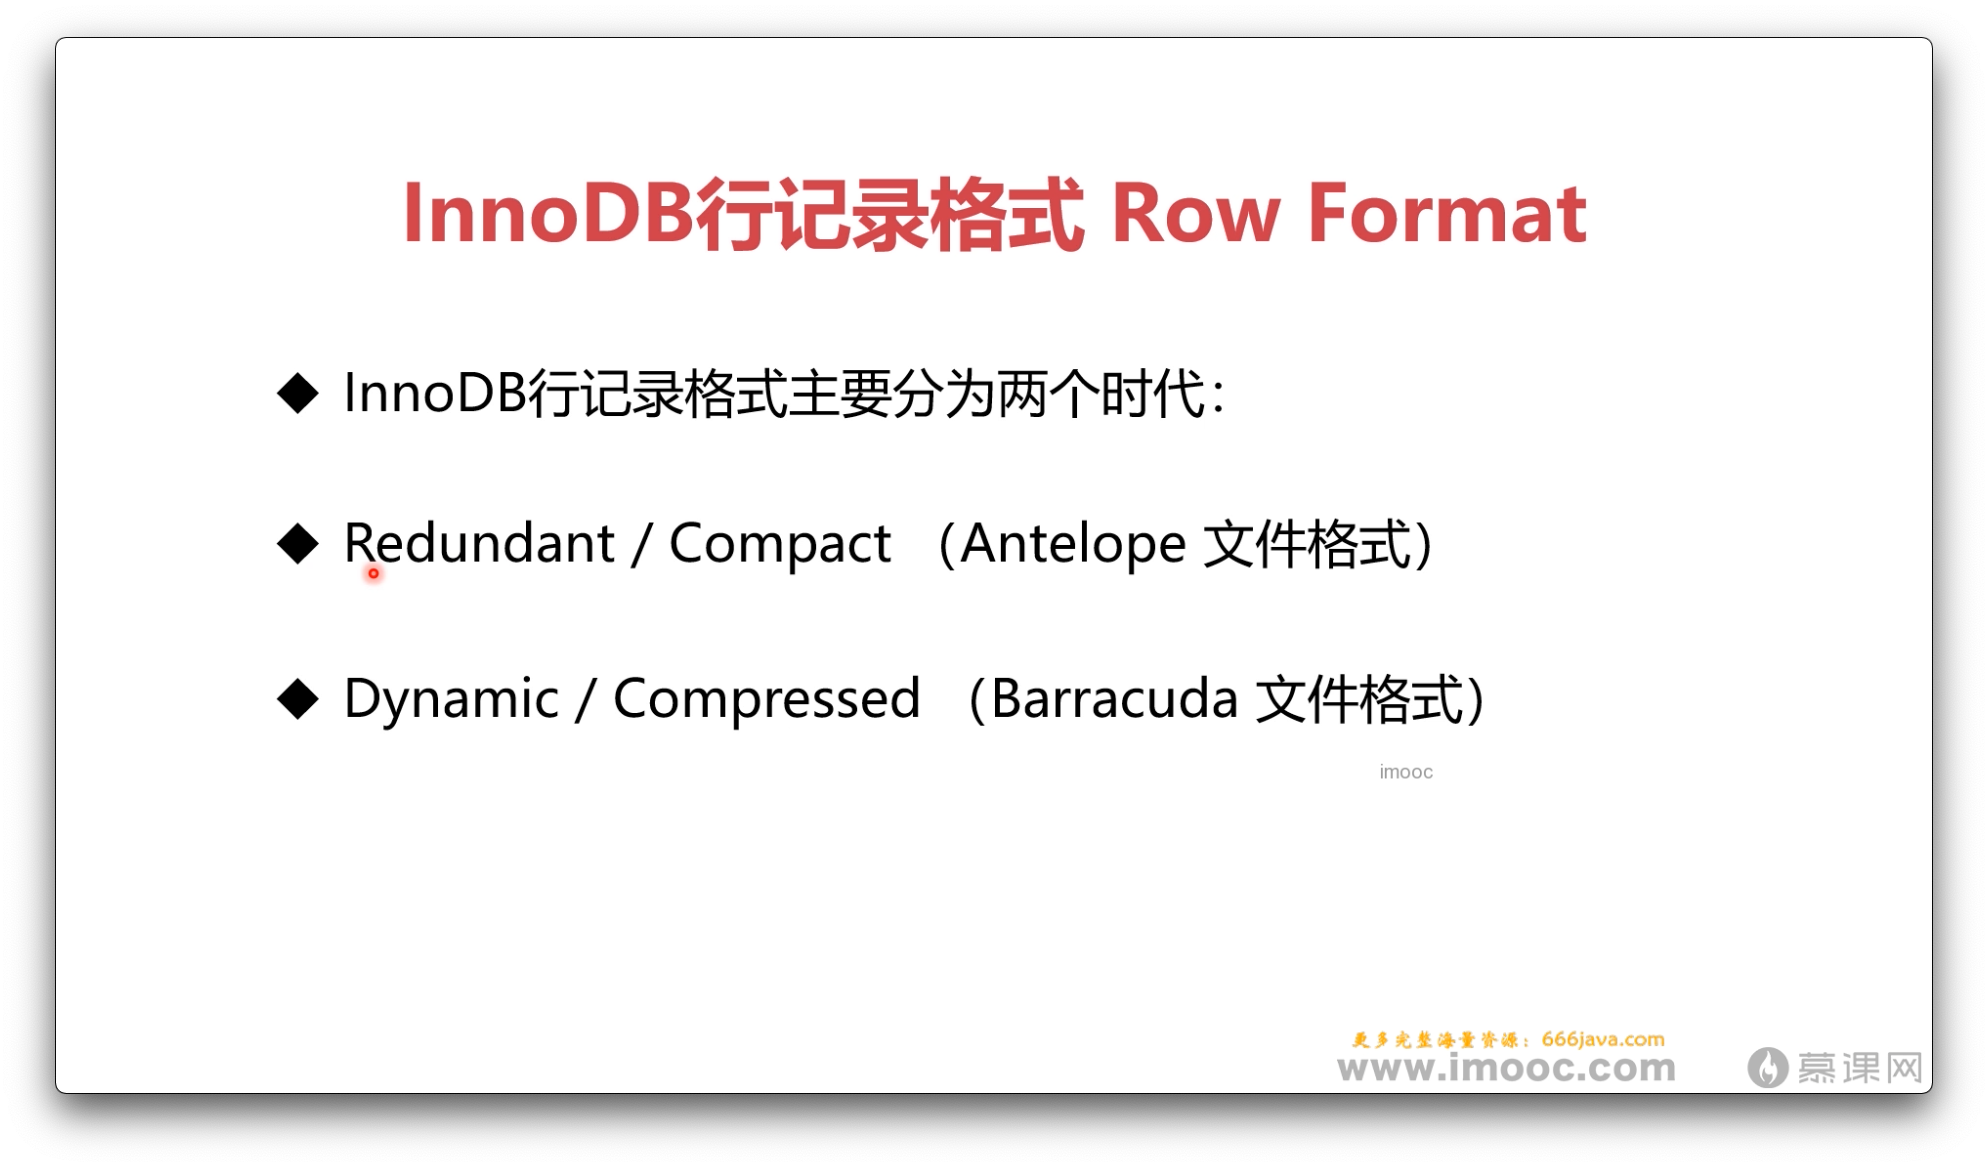 InnoDB行记录格式 Row Format
◆ InnoDB行记录格式主要分为两个时代：
◆ Redundant / Compact （Antelope 文件格式）
◆ Dynamic / Compressed （Barracuda 文件格式）
imooc
更多完整海量资源：666java.com
www.imooc.com
慕课网